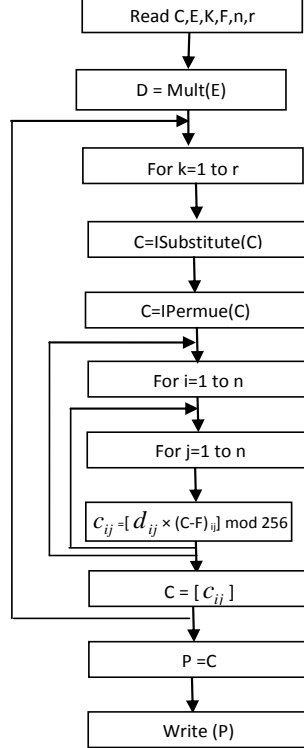 Read C,E,K,F,n,r
D = Mult(E)
For k=1 to r
C=ISubstitute(C)
C=IPermue(C)
For i=1 to n
For j=1 to n
c_ij =[ d_ij × (C-F)_ij] mod 256
C = [ c_ij ]
P =C
Write (P)